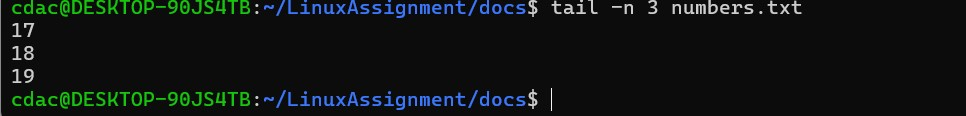 cdac@DESKTOP-90JS4TB:~/LinuxAssignment/docs$ tail -n 3 numbers.txt
17
18
19
cdac@DESKTOP-90JS4TB:~/LinuxAssignment/docs$